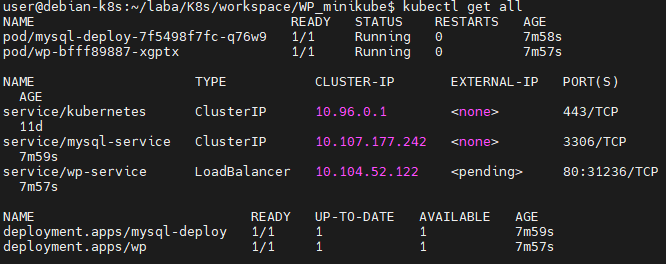 user@debian-k8s:~/laba/K8s/workspace/WP_minikube$ kubectl get all
NAME READY STATUS RESTARTS AGE
pod/mysql-deploy-7f5498f7fc-q76w9 1/1 Running 0 7m58s
pod/wp-bfff89887-xgptx 1/1 Running 0 7m57s
NAME TYPE CLUSTER-IP EXTERNAL-IP PORT(S)
AGE
service/kubernetes ClusterIP 10.96.0.1 <none> 443/TCP
11d
service/mysql-service ClusterIP 10.107.177.242 <none> 3306/TCP
7m59s
service/wp-service LoadBalancer 10.104.52.122 <pending> 80:31236/TCP
7m57s
NAME READY UP-TO-DATE AVAILABLE AGE
deployment.apps/mysql-deploy 1/1 1 1 7m59s
deployment.apps/wp 1/1 1 1 7m57s